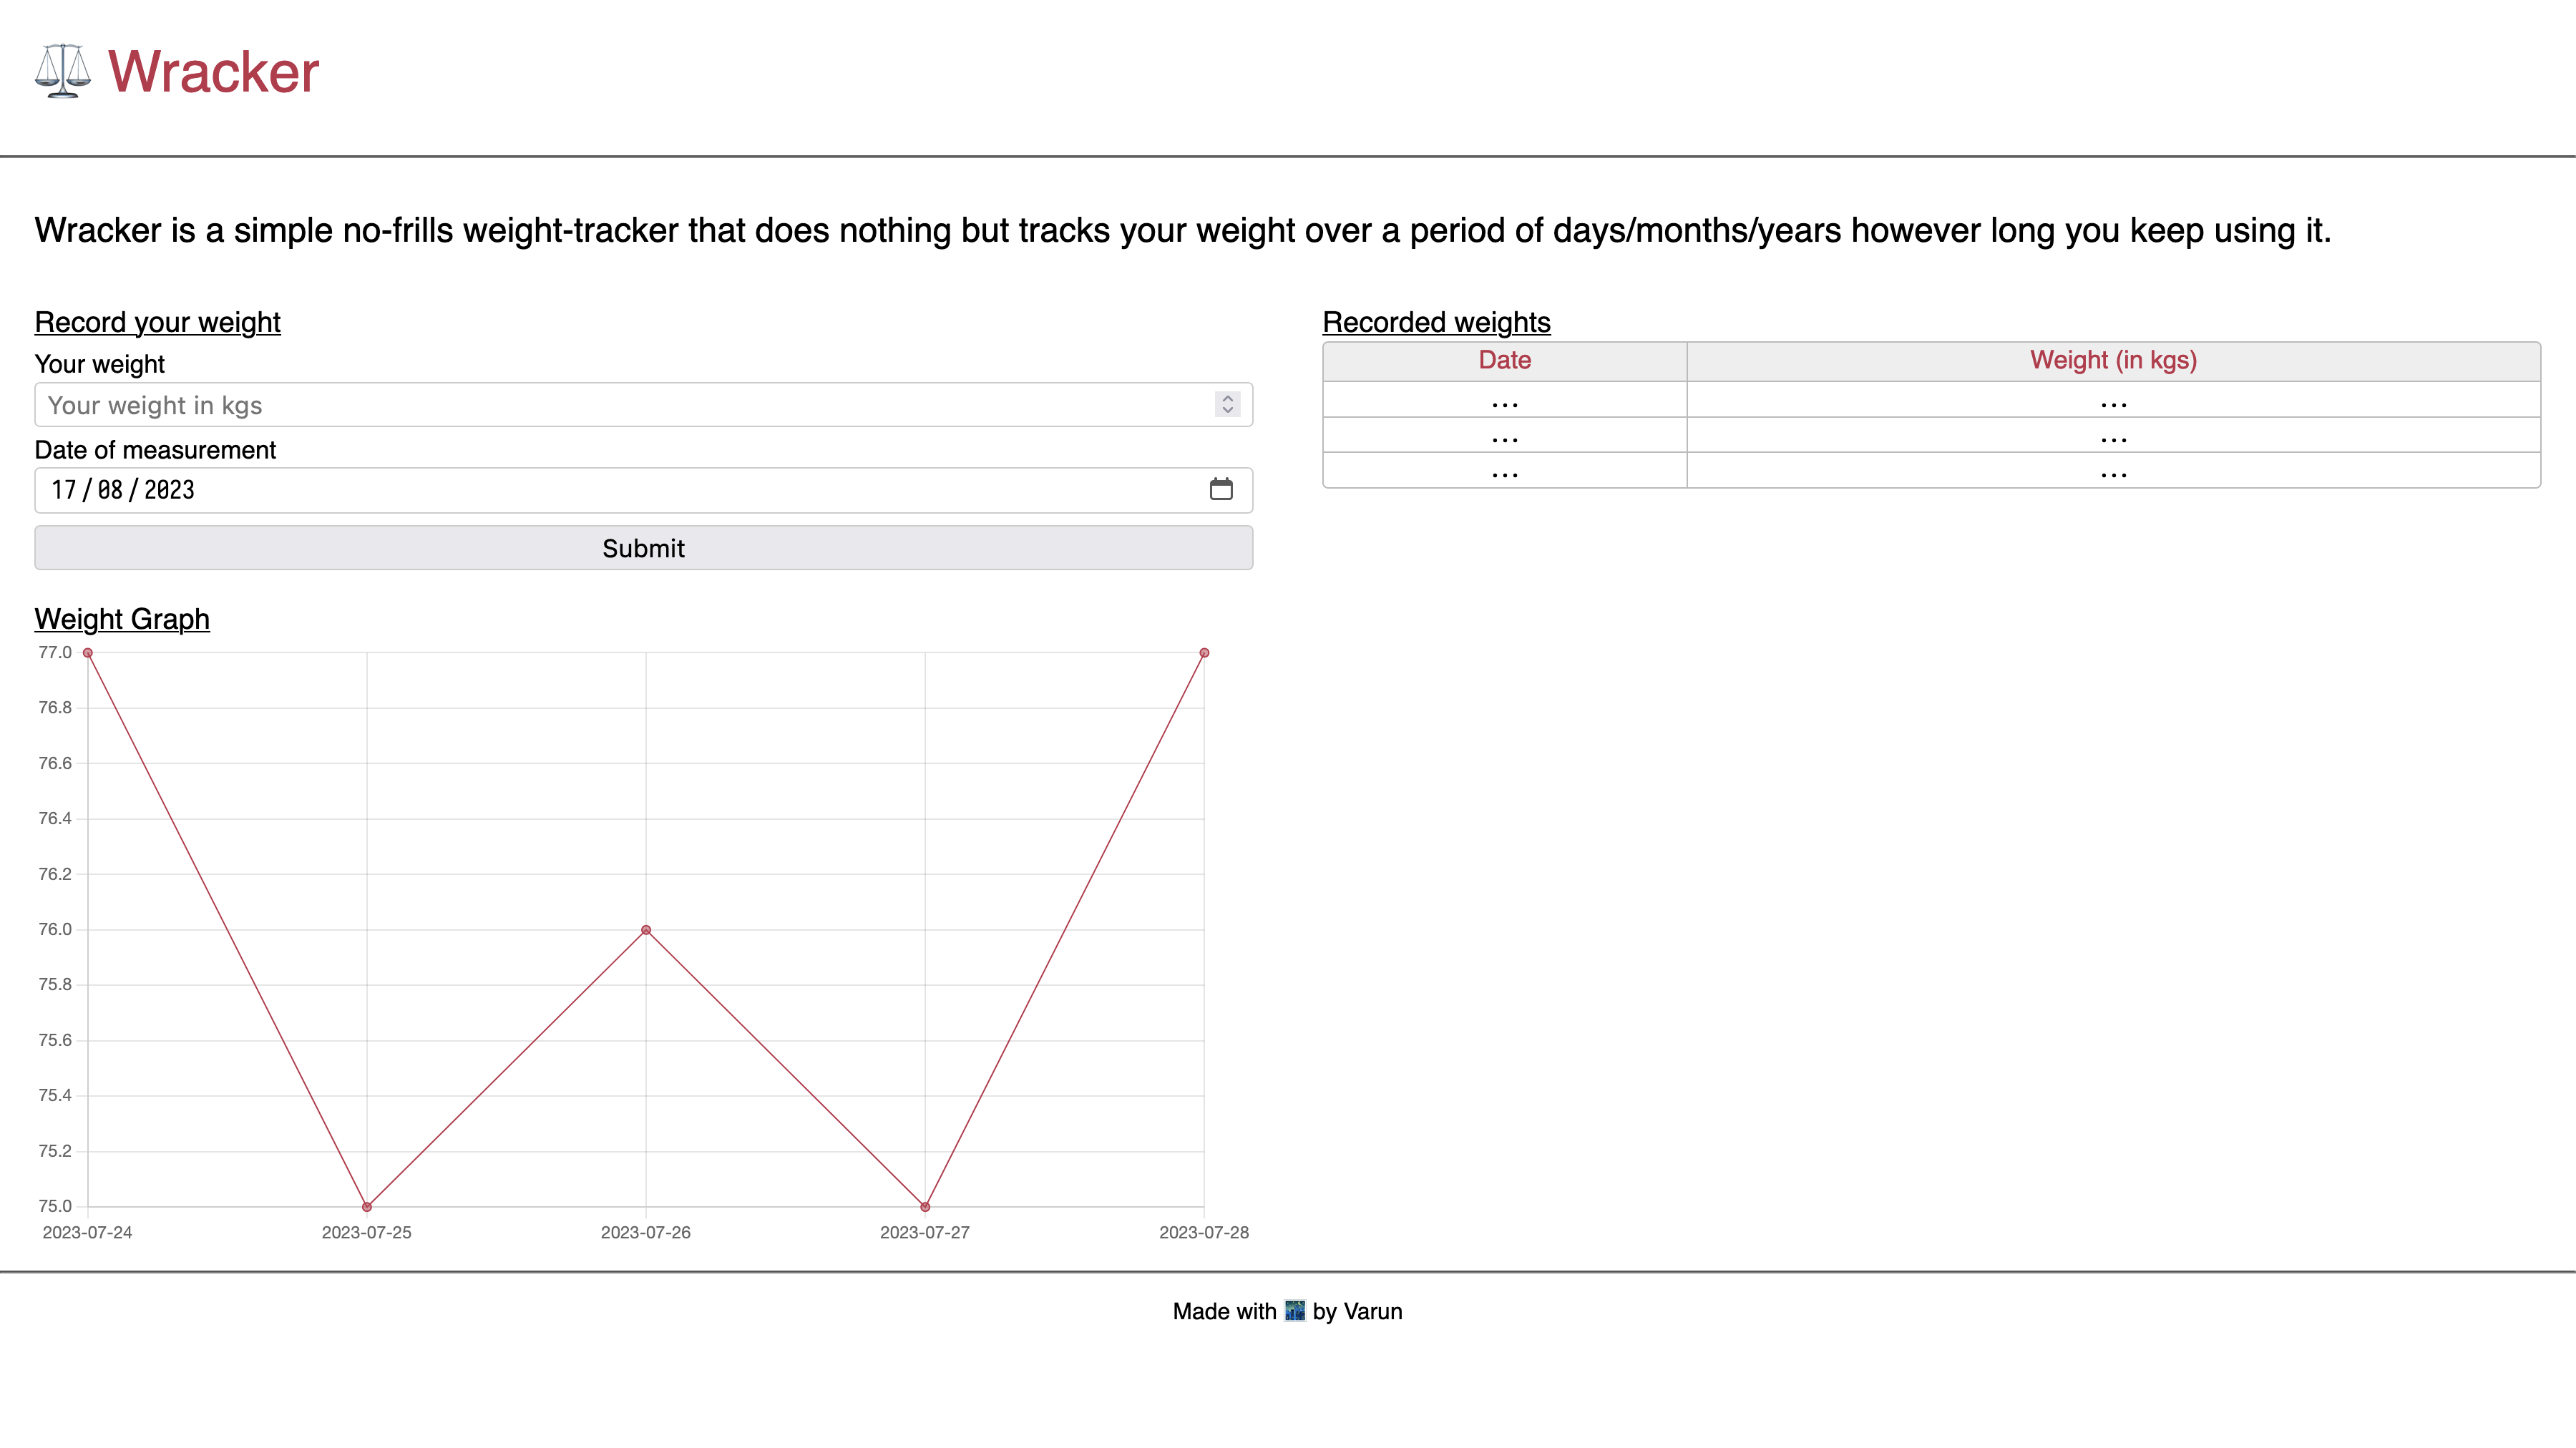 Wracker
Wracker is a simple no-frills weight-tracker that does nothing but tracks your weight over a period of days/months/years however long you keep using it.
Record your weight
Your weight
Your weight in kgs
Date of measurement
17/08/2023
Submit
Recorded weights
Date Weight (in kgs)
... ...
... ...
... ...
Weight Graph
77.0
76.8
76.6
76.4
76.2
76.0
75.8
75.6
75.4
75.2
75.0
2023-07-24 2023-07-25 2023-07-26 2023-07-27 2023-07-28
Made with 🌃 by Varun